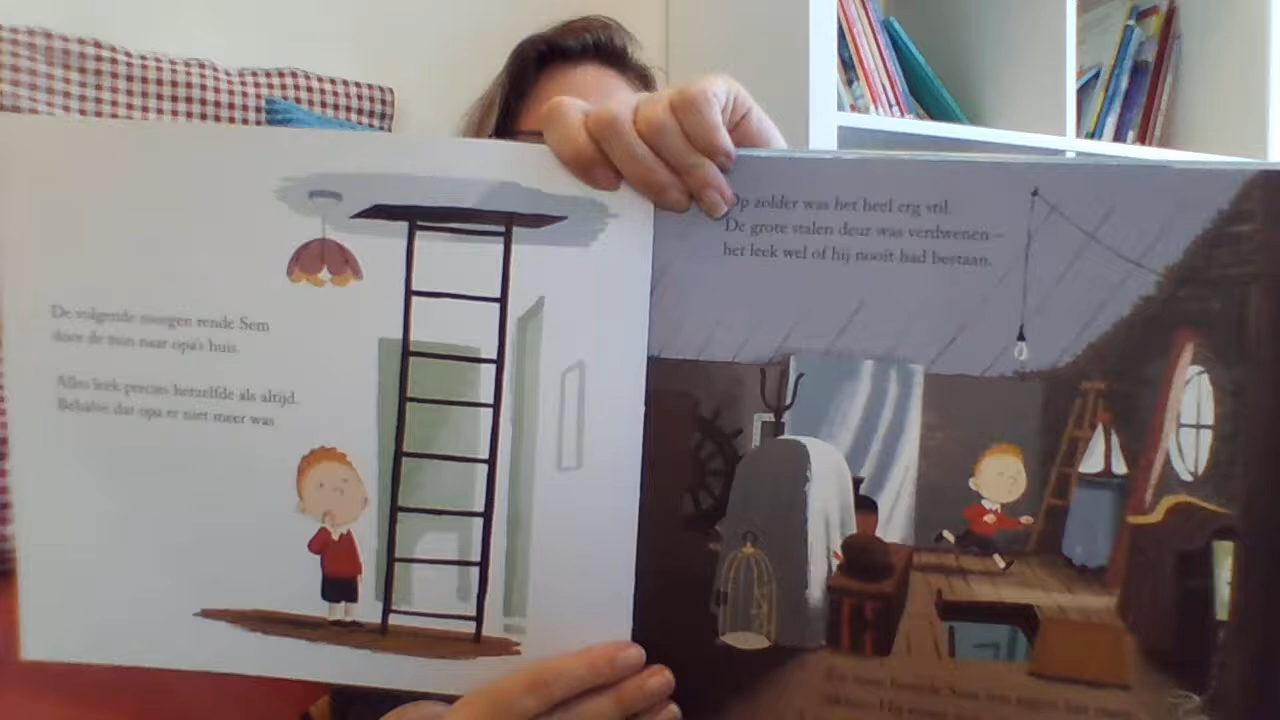 De volgende morgen rende Sem
door de tuin naar opa's huis.
Alles leek precies hetzelfde als altijd.
Behalve dat opa er niet meer was.
Op zolder was het heel erg stil.
De grote stalen deur was verdwenen –
het leek wel of hij nooit had bestaan.